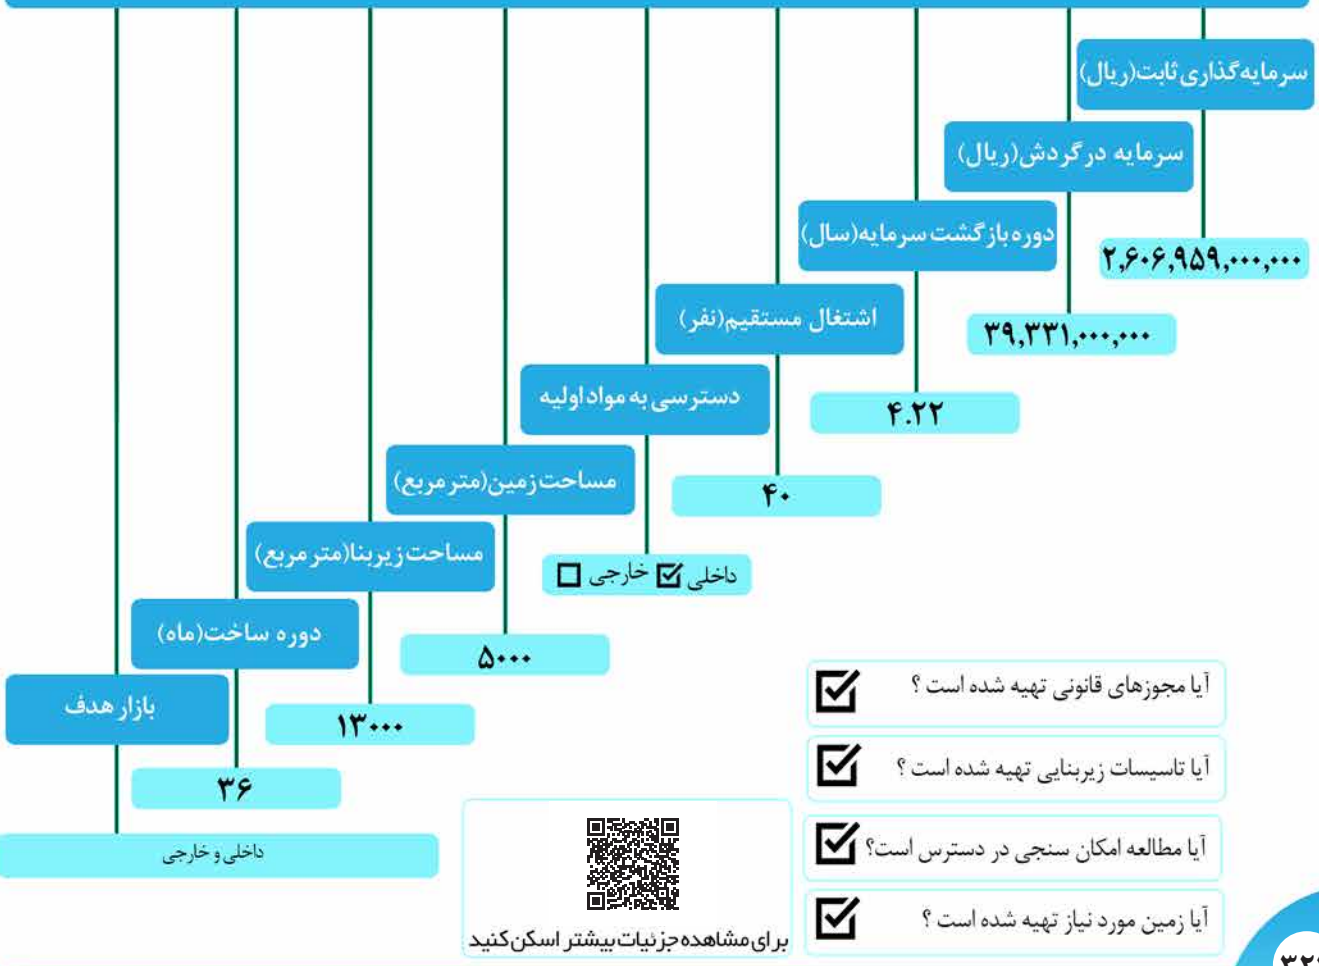 سرمایه‌گذاری ثابت(ریال)
۲,۶۰۶,۹۵۹,۰۰۰,۰۰۰
سرمایه در گردش(ریال)
۳۹,۳۳۱,۰۰۰,۰۰۰
دوره بازگشت سرمایه(سال)
۴.۲۲
اشتغال مستقیم(نفر)
۴۰
دسترسی به مواد اولیه
داخلی ☑ خارجی ☐
مساحت زمین(متر مربع)
۵۰۰۰
مساحت زیربنا(متر مربع)
۱۳۰۰۰
دوره ساخت(ماه)
۳۶
بازار هدف
داخلی و خارجی
آیا مجوزهای قانونی تهیه شده است ؟ ☑
آیا تاسیسات زیربنایی تهیه شده است ؟ ☑
آیا مطالعه امکان سنجی در دسترس است؟ ☑
آیا زمین مورد نیاز تهیه شده است ؟ ☑
برای مشاهده جزئیات بیشتر اسکن کنید